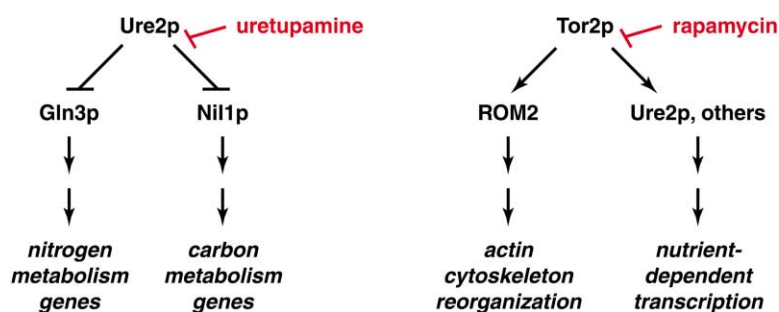 Ure2p
uretupamine
Gln3p
Nil1p
nitrogen
metabolism
genes
carbon
metabolism
genes
Tor2p
rapamycin
ROM2
Ure2p, others
actin
cytoskeleton
reorganization
nutrient-
dependent
transcription